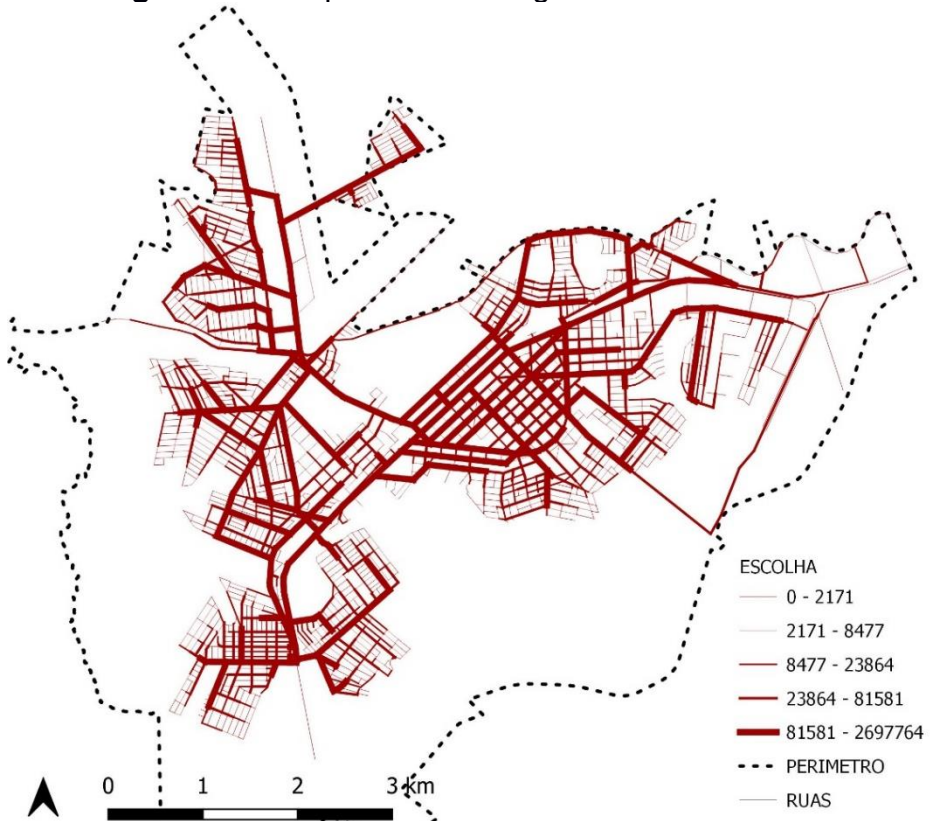 ESCOLHA
0 - 2171
2171 - 8477
8477 - 23864
23864 - 81581
81581 - 2697764
PERIMETRO
RUAS
0 1 2 3 km